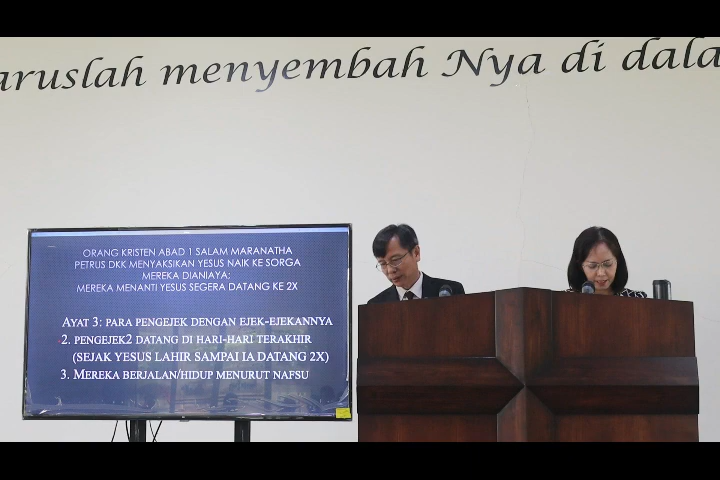 aruslah menyembah Nya di dala
ORANG KRISTEN ABAD 1 SALAM MARANATHA
PETRUS DKK MENYAKSIKAN YESUS NAIK KE SORGA
MEREKA DIANIAYA;
MEREKA MENANTI YESUS SEGERA DATANG KE 2X
AYAT 3: PARA PENGEJEK DENGAN EJEK-EJEKANNYA
2. PENGEJEK2 DATANG DI HARI-HARI TERAKHIR
(SEJAK YESUS LAHIR SAMPAI IA DATANG 2X)
3. MEREKA BERJALAN/HIDUP MENURUT NAFSU